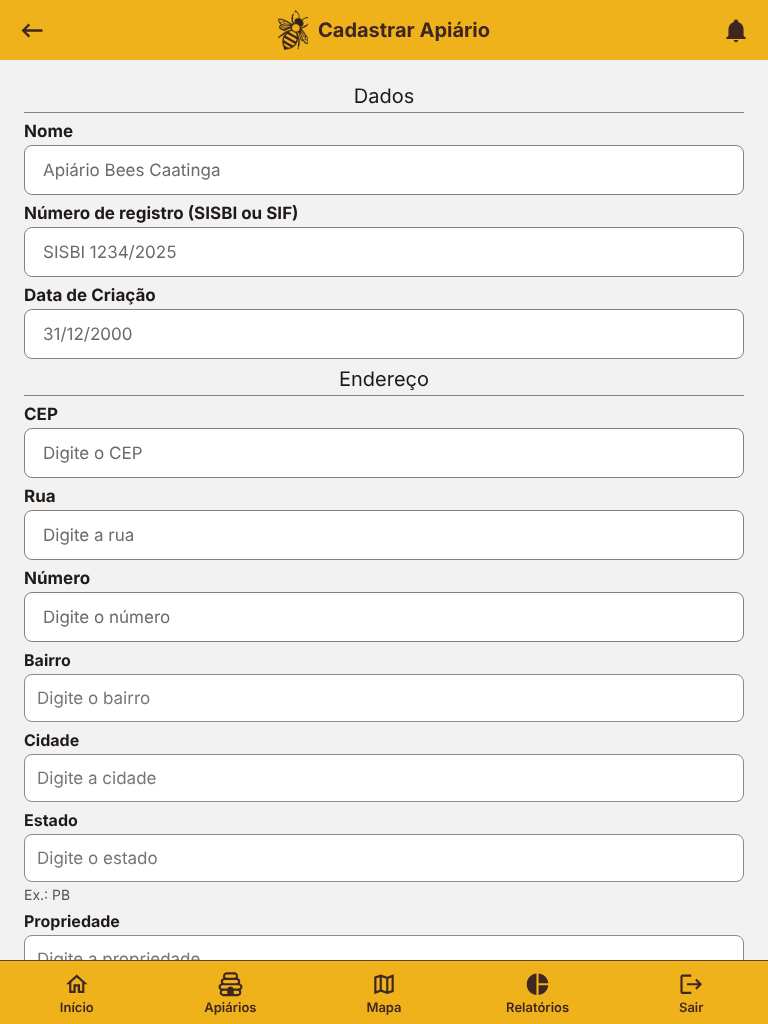 Cadastrar Apiário
Dados
Nome
Apiário Bees Caatinga
Número de registro (SISBI ou SIF)
SISBI 1234/2025
Data de Criação
31/12/2000
Endereço
CEP
Digite o CEP
Rua
Digite a rua
Número
Digite o número
Bairro
Digite o bairro
Cidade
Digite a cidade
Estado
Digite o estado
Ex.: PB
Propriedade
Digite a propriedade
Início
Apiários
Mapa
Relatórios
Sair